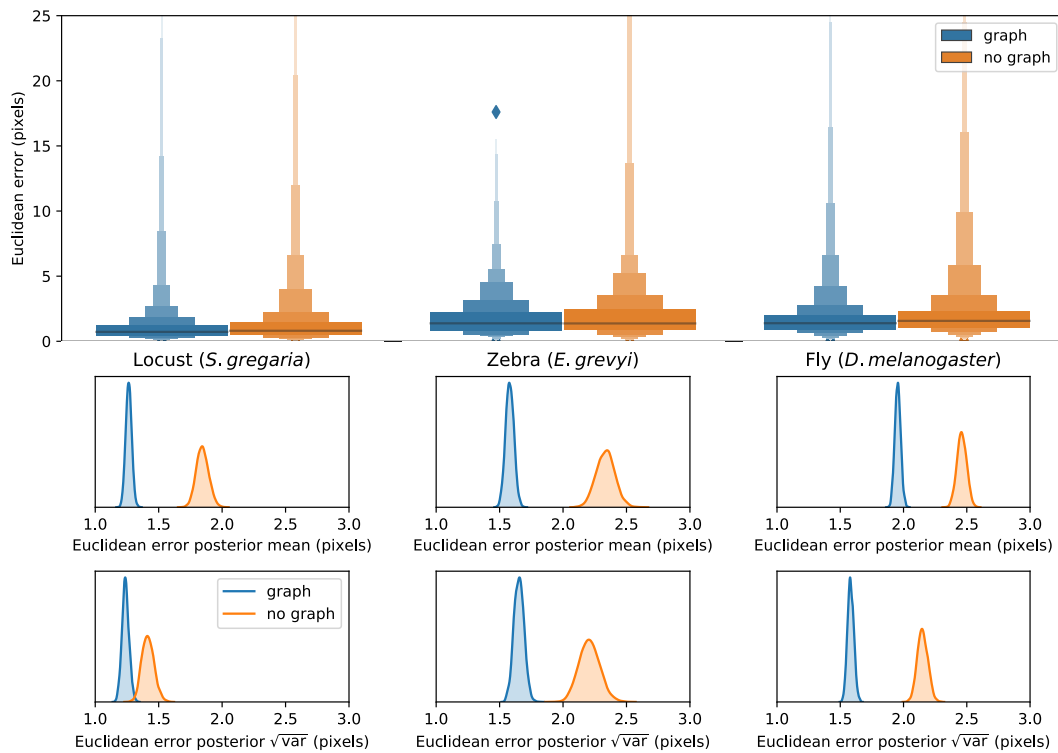 25
20
15
10
5
0
Euclidean error (pixels)
graph
no graph
Locust (S. gregaria)
Zebra (E. grevyi)
Fly (D. melanogaster)
1.0 1.5 2.0 2.5 3.0
Euclidean error posterior mean (pixels)
1.0 1.5 2.0 2.5 3.0
Euclidean error posterior mean (pixels)
1.0 1.5 2.0 2.5 3.0
Euclidean error posterior mean (pixels)
graph
no graph
1.0 1.5 2.0 2.5 3.0
Euclidean error posterior √var (pixels)
1.0 1.5 2.0 2.5 3.0
Euclidean error posterior √var (pixels)
1.0 1.5 2.0 2.5 3.0
Euclidean error posterior √var (pixels)